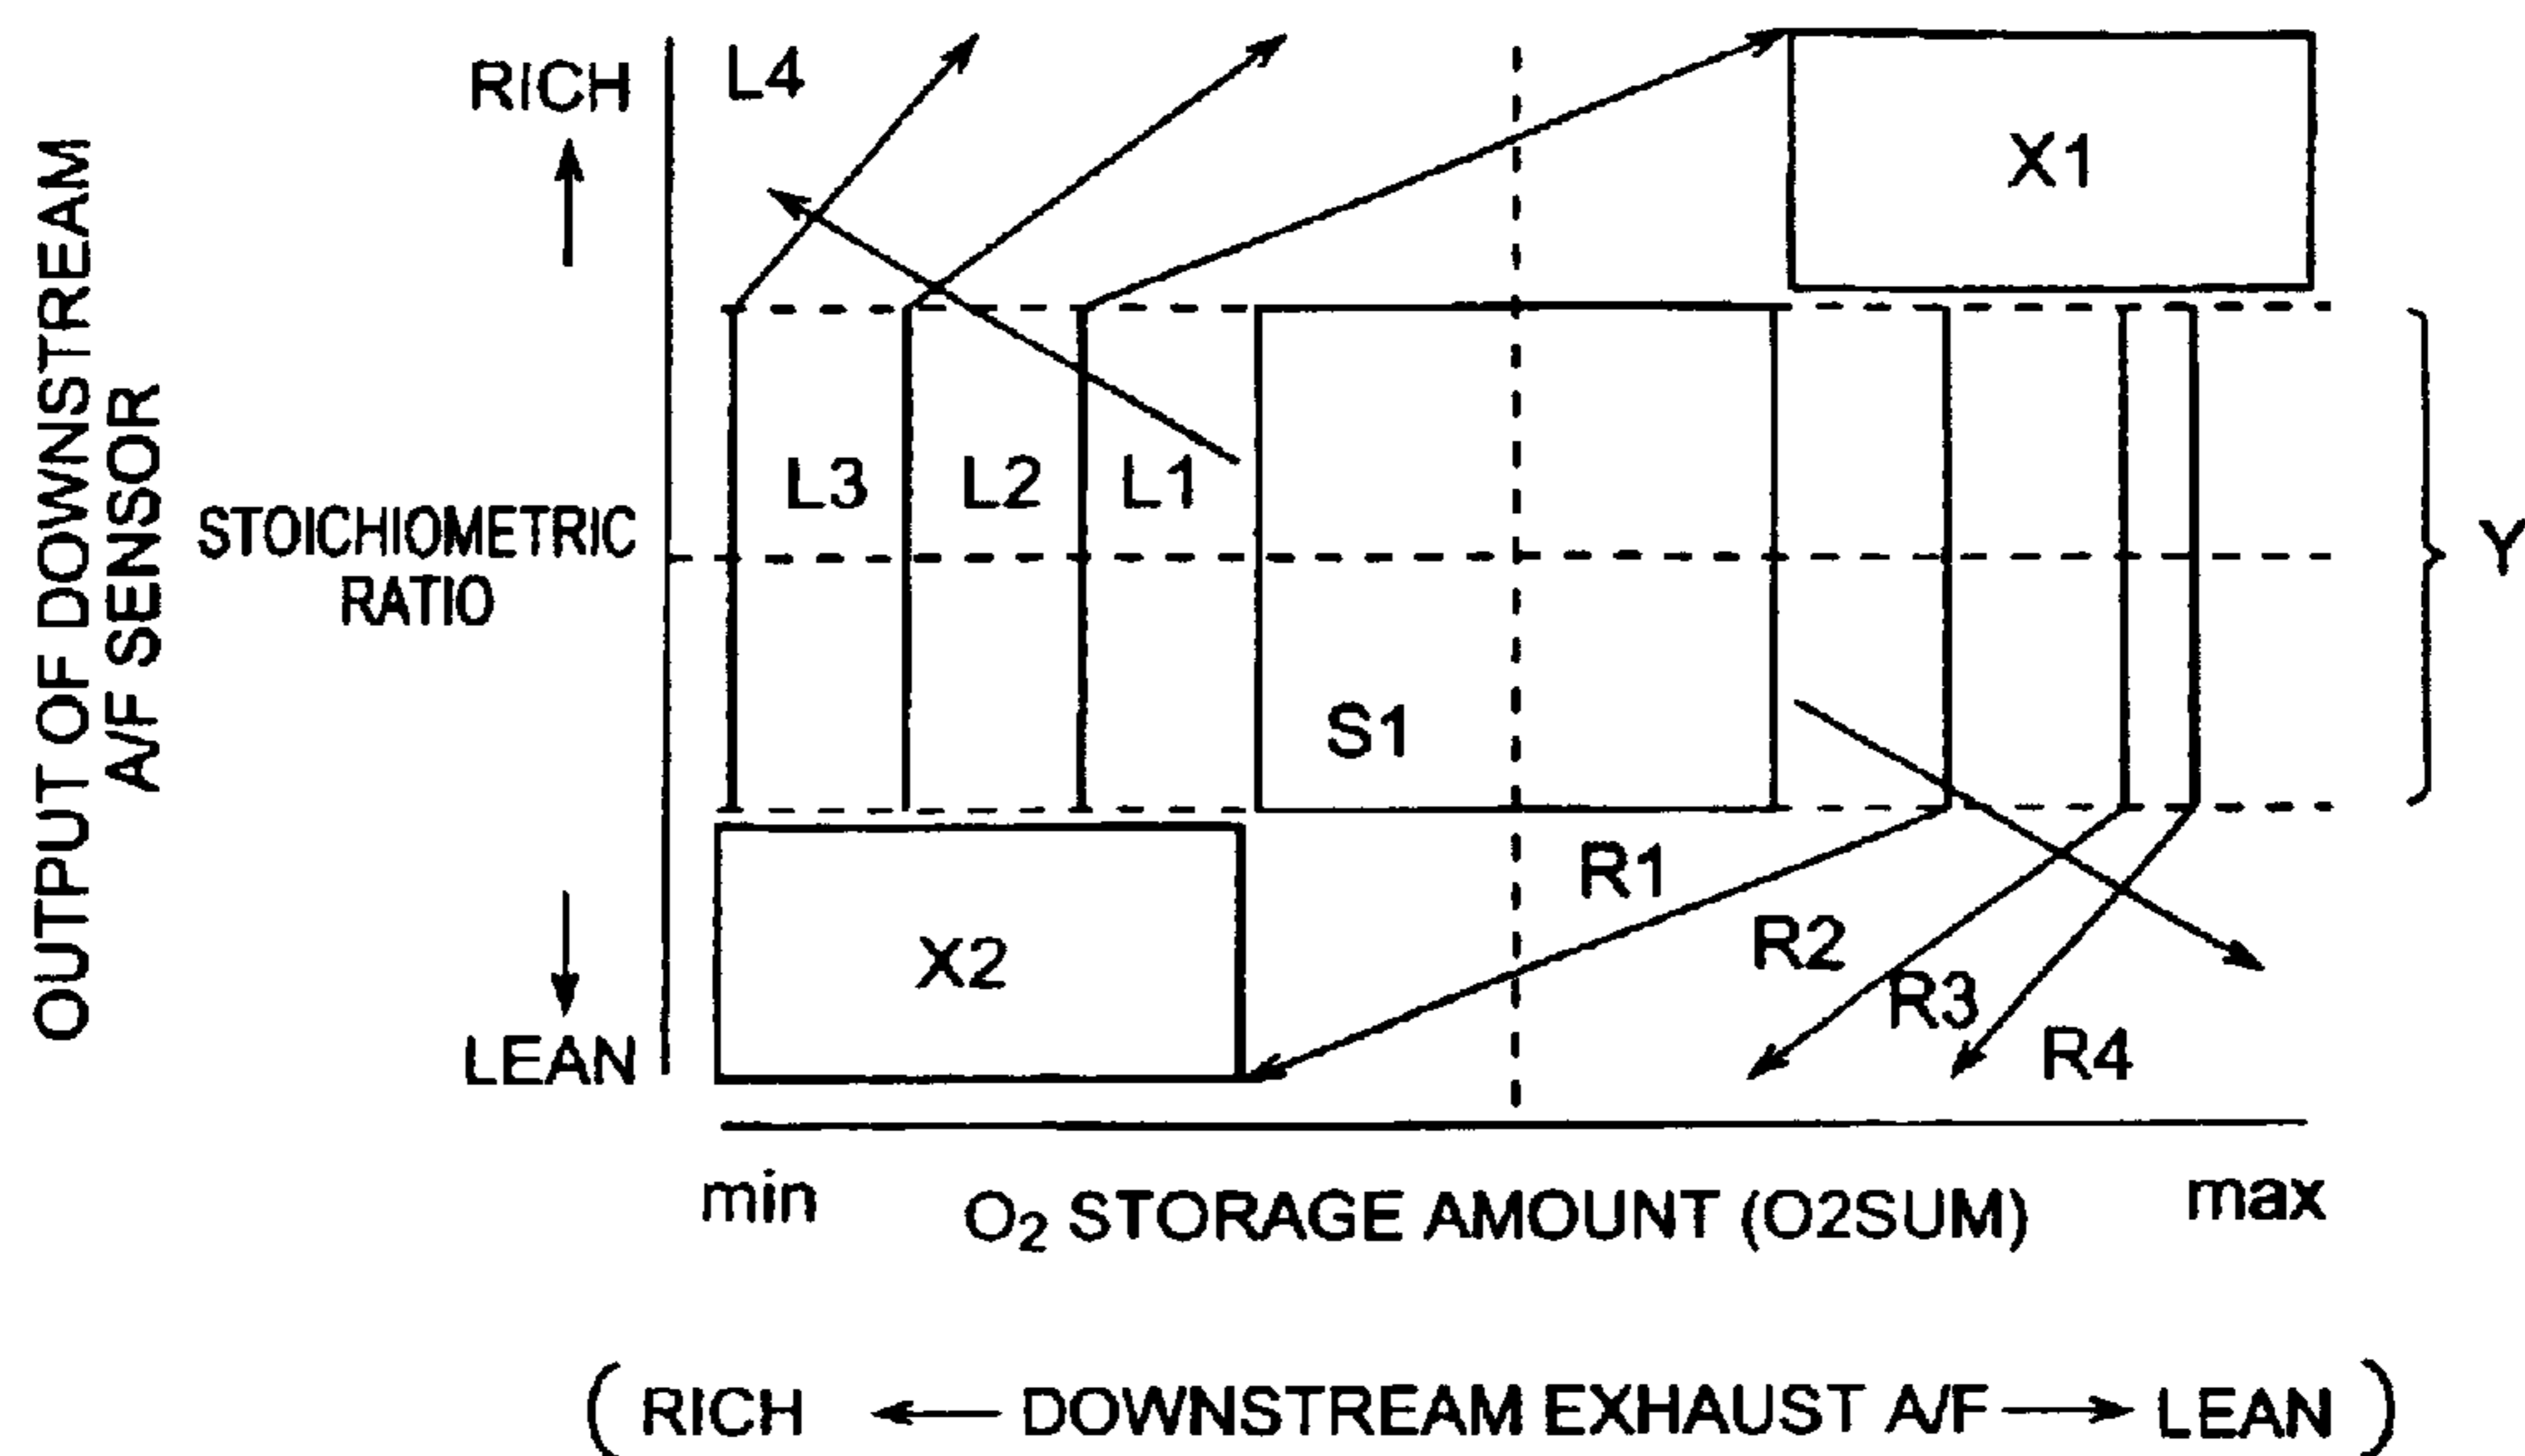 OUTPUT OF DOWNSTREAM
A/F SENSOR
RICH
STOICHIOMETRIC
RATIO
LEAN
L4
X1
L3
L2
L1
Y
S1
R1
R2
R3
R4
X2
min
O₂ STORAGE AMOUNT (O2SUM)
max
( RICH ← DOWNSTREAM EXHAUST A/F → LEAN )